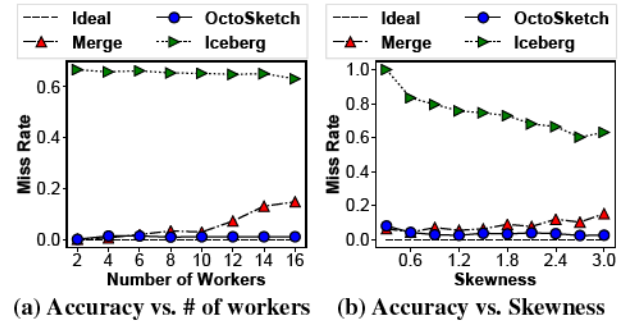 Ideal OctoSketch
Merge Iceberg
Ideal OctoSketch
Merge Iceberg
Miss Rate
0.6
0.4
0.2
0.0
2 4 6 8 10 12 14 16
Number of Workers
Miss Rate
1.0
0.8
0.6
0.4
0.2
0.0
0.6 1.2 1.8 2.4 3.0
Skewness
(a) Accuracy vs. # of workers
(b) Accuracy vs. Skewness